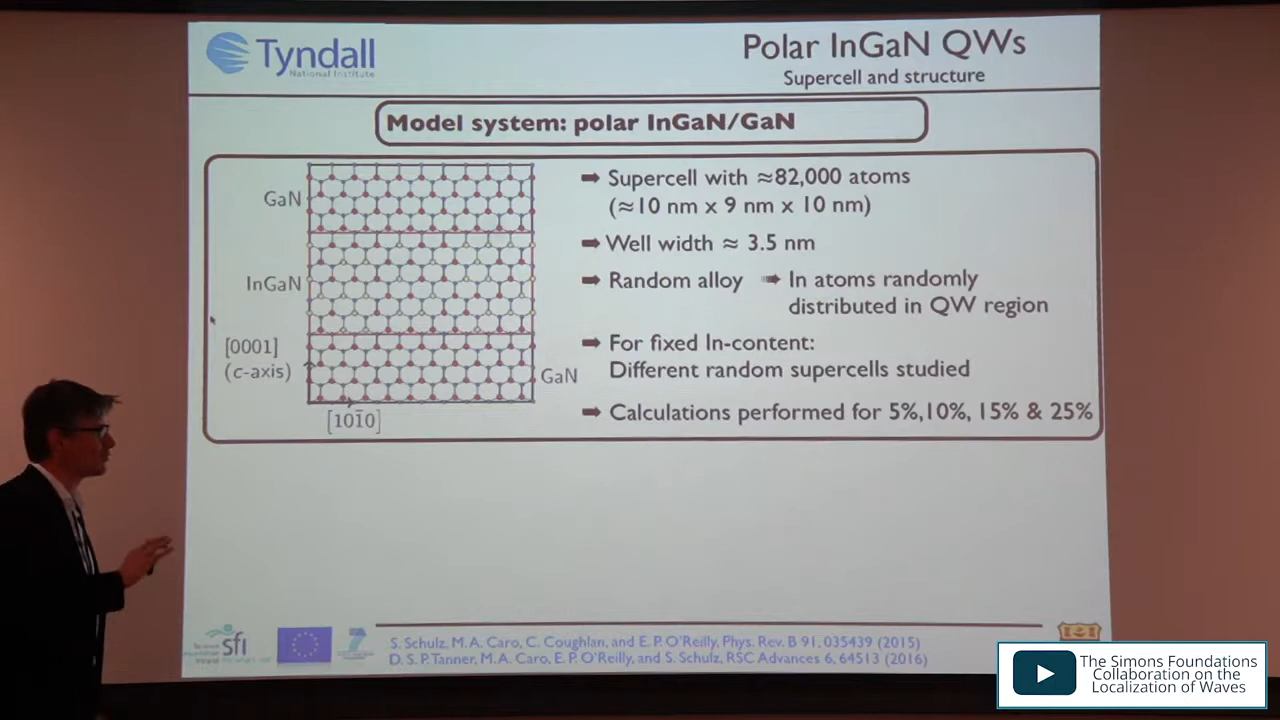 Tyndall
National Institute
Polar InGaN QWs
Supercell and structure
Model system: polar InGaN/GaN
GaN
InGaN
[0001]
(c-axis)
GaN
[101̄0]
➡ Supercell with ≈82,000 atoms
(≈10 nm x 9 nm x 10 nm)
➡ Well width ≈ 3.5 nm
➡ Random alloy ➡ In atoms randomly
distributed in QW region
➡ For fixed In-content:
Different random supercells studied
➡ Calculations performed for 5%,10%, 15% & 25%
sfi
7
S. Schulz, M.A. Caro, C. Coughlan, and E. P. O'Reilly, Phys. Rev. B 91, 035439 (2015)
D. S. P. Tanner, M.A. Caro, E. P. O'Reilly, and S. Schulz, RSC Advances 6, 64513 (2016)
The Simons Foundations
Collaboration on the
Localization of Waves